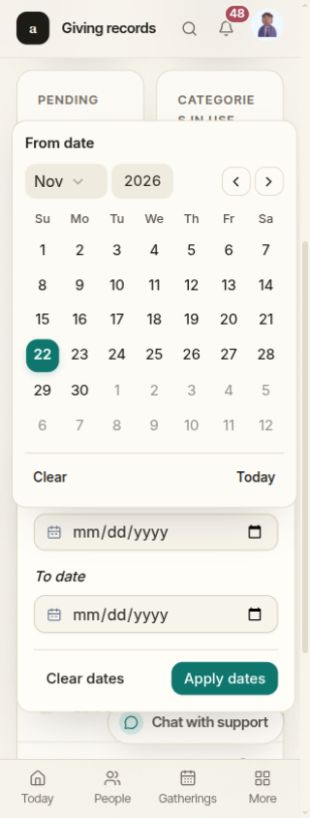 a Giving records 48
PENDING
CATEGORIE
S IN USE
From date
Nov 2026
Su Mo Tu We Th Fr Sa
1 2 3 4 5 6 7
8 9 10 11 12 13 14
15 16 17 18 19 20 21
22 23 24 25 26 27 28
29 30 1 2 3 4 5
6 7 8 9 10 11 12
Clear Today
mm/dd/yyyy
To date
mm/dd/yyyy
Clear dates Apply dates
Chat with support
Today People Gatherings More